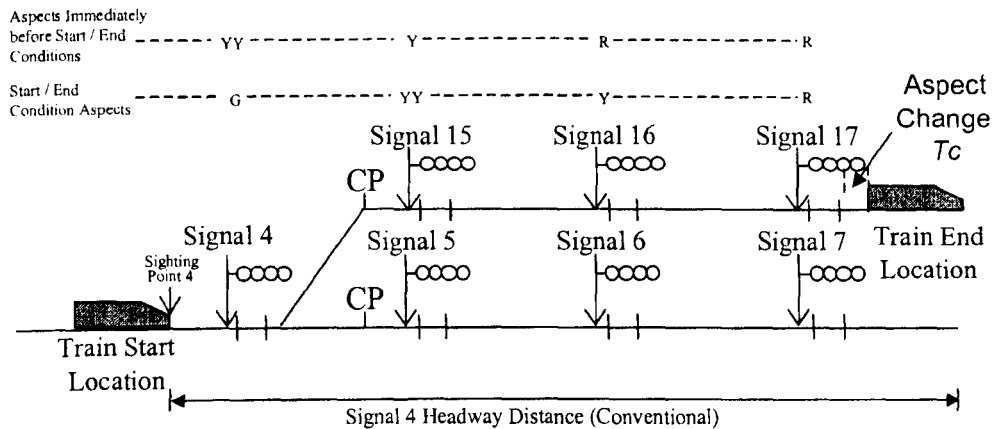 Aspects Immediately
before Start / End
Conditions
YY Y R R
Start / End
Condition Aspects:
G YY Y R
Aspect
Change
Tc
Signal 15 Signal 16 Signal 17
CP
Signal 4 Signal 5 Signal 6 Signal 7
Sighting
Point 4
CP
Train End
Location
Train Start
Location
Signal 4 Headway Distance (Conventional)